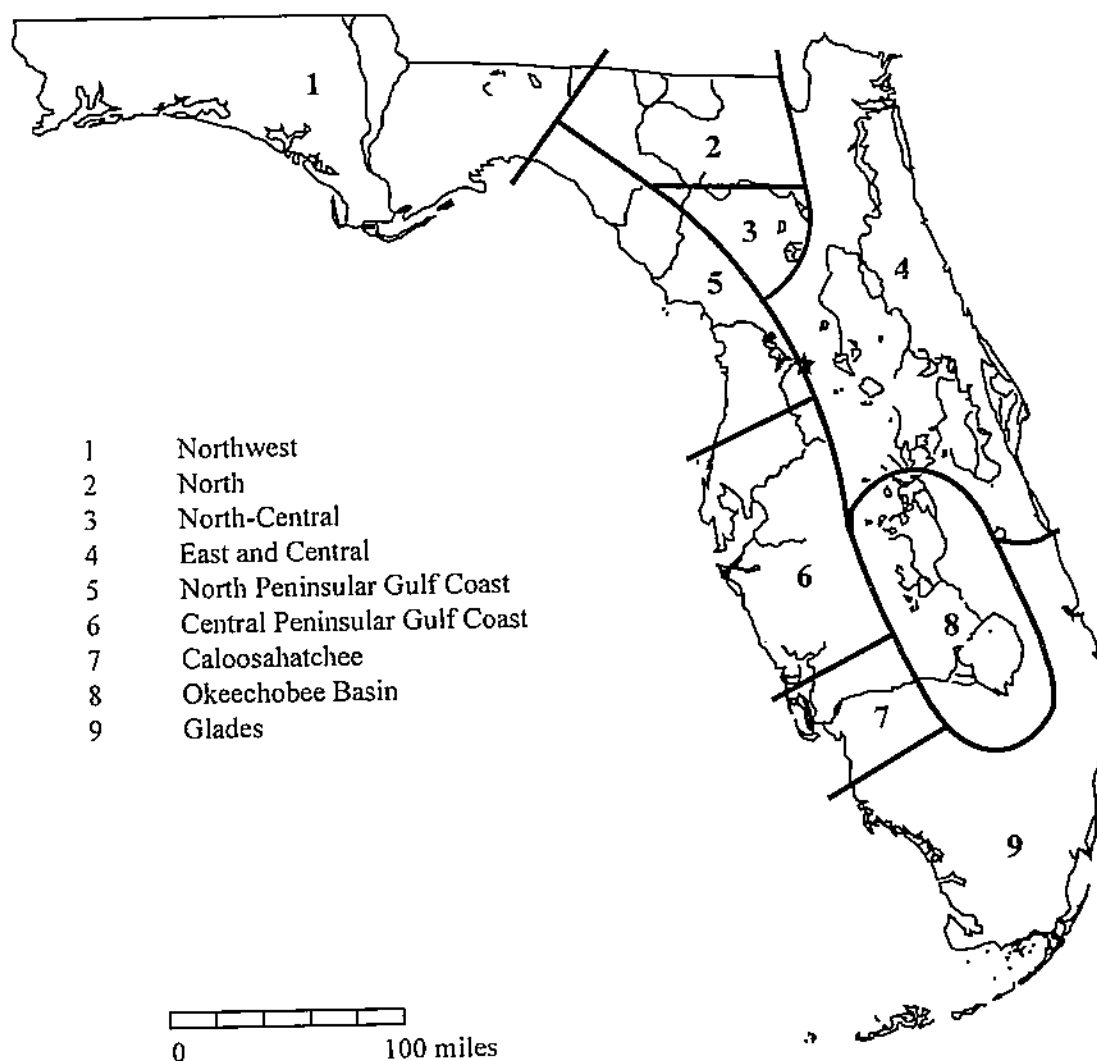 1
2
3
4
5
1 Northwest
2 North
3 North-Central
4 East and Central
5 North Peninsular Gulf Coast
6 Central Peninsular Gulf Coast
7 Caloosahatchee
8 Okeechobee Basin
9 Glades
6
8
7
9
0 100 miles